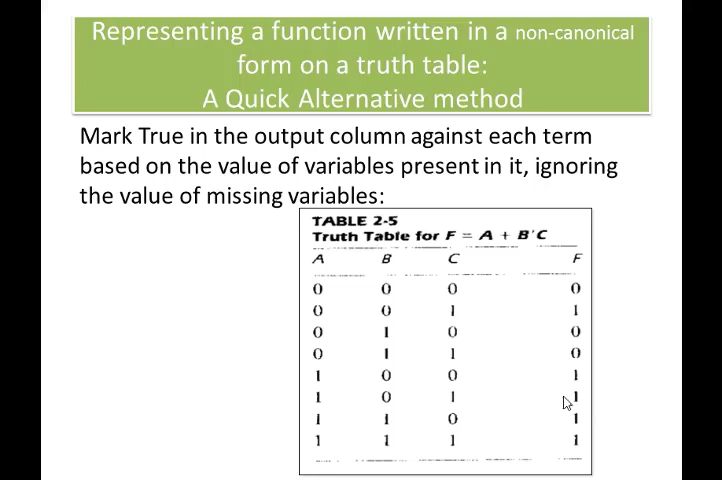 Representing a function written in a non-canonical
form on a truth table:
A Quick Alternative method
Mark True in the output column against each term
based on the value of variables present in it, ignoring
the value of missing variables:
TABLE 2-5
Truth Table for F = A + B'C
A B C F
0 0 0 0
0 0 1 1
0 1 0 0
0 1 1 0
1 0 0 1
1 0 1 1
1 1 0 1
1 1 1 1